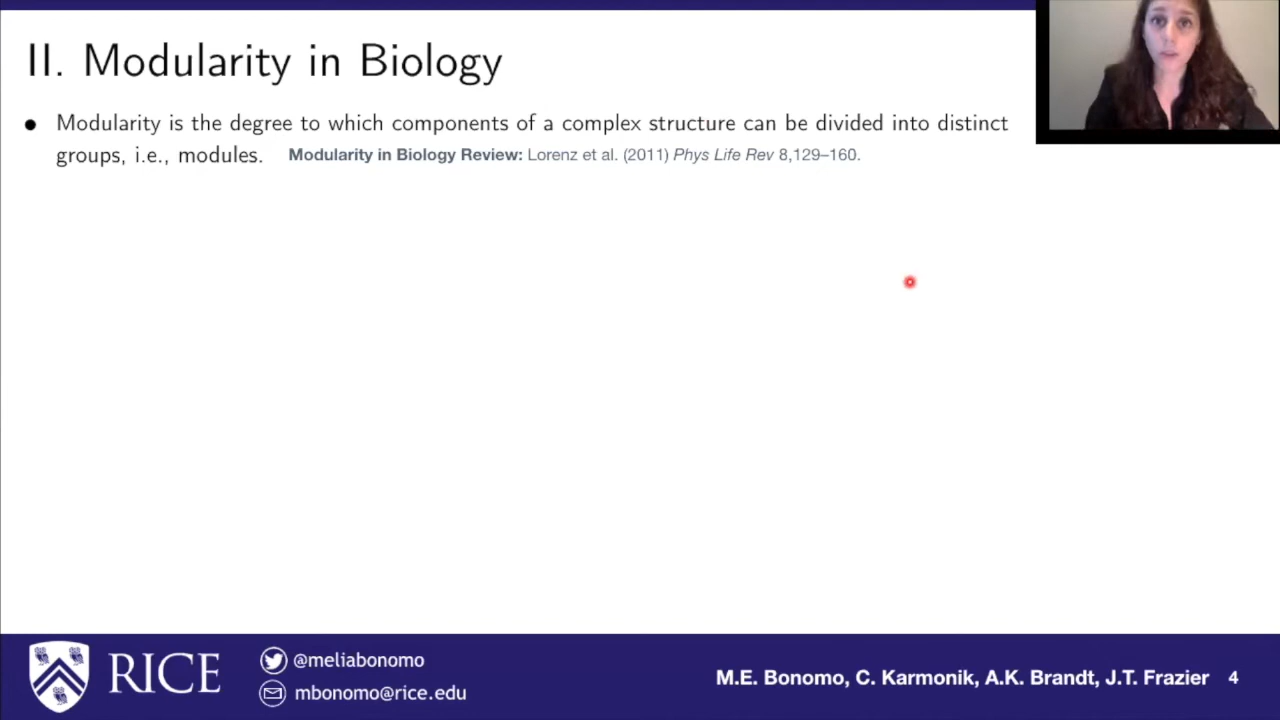 II. Modularity in Biology
● Modularity is the degree to which components of a complex structure can be divided into distinct
groups, i.e., modules. Modularity in Biology Review: Lorenz et al. (2011) Phys Life Rev 8,129–160.
RICE
@meliabonomo
mbonomo@rice.edu
M.E. Bonomo, C. Karmonik, A.K. Brandt, J.T. Frazier 4